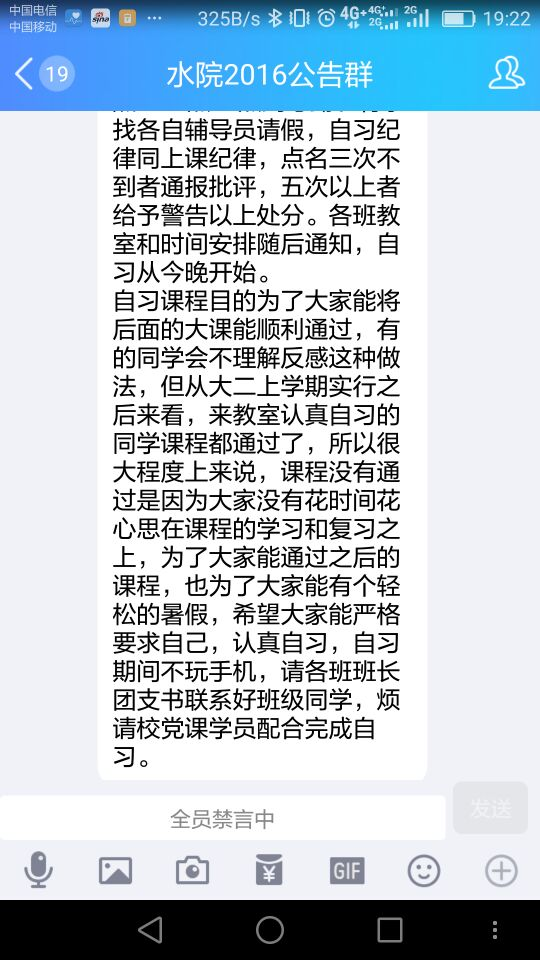 中国电信
中国移动
sina
325B/s
4G+
4G+
2G
2G
19:22
19
水院2016公告群
找各自辅导员请假，自习纪
律同上课纪律，点名三次不
到者通报批评，五次以上者
给予警告以上处分。各班教
室和时间安排随后通知，自
习从今晚开始。
自习课程目的为了大家能将
后面的大课能顺利通过，有
的同学会不理解反感这种做
法，但从大二上学期实行之
后来看，来教室认真自习的
同学课程都通过了，所以很
大程度上来说，课程没有通
过是因为大家没有花时间花
心思在课程的学习和复习之
上，为了大家能通过之后的
课程，也为了大家能有个轻
松的暑假，希望大家能严格
要求自己，认真自习，自习
期间不玩手机，请各班班长
团支书联系好班级同学，烦
请校党课学员配合完成自
习。
全员禁言中
发送
GIF